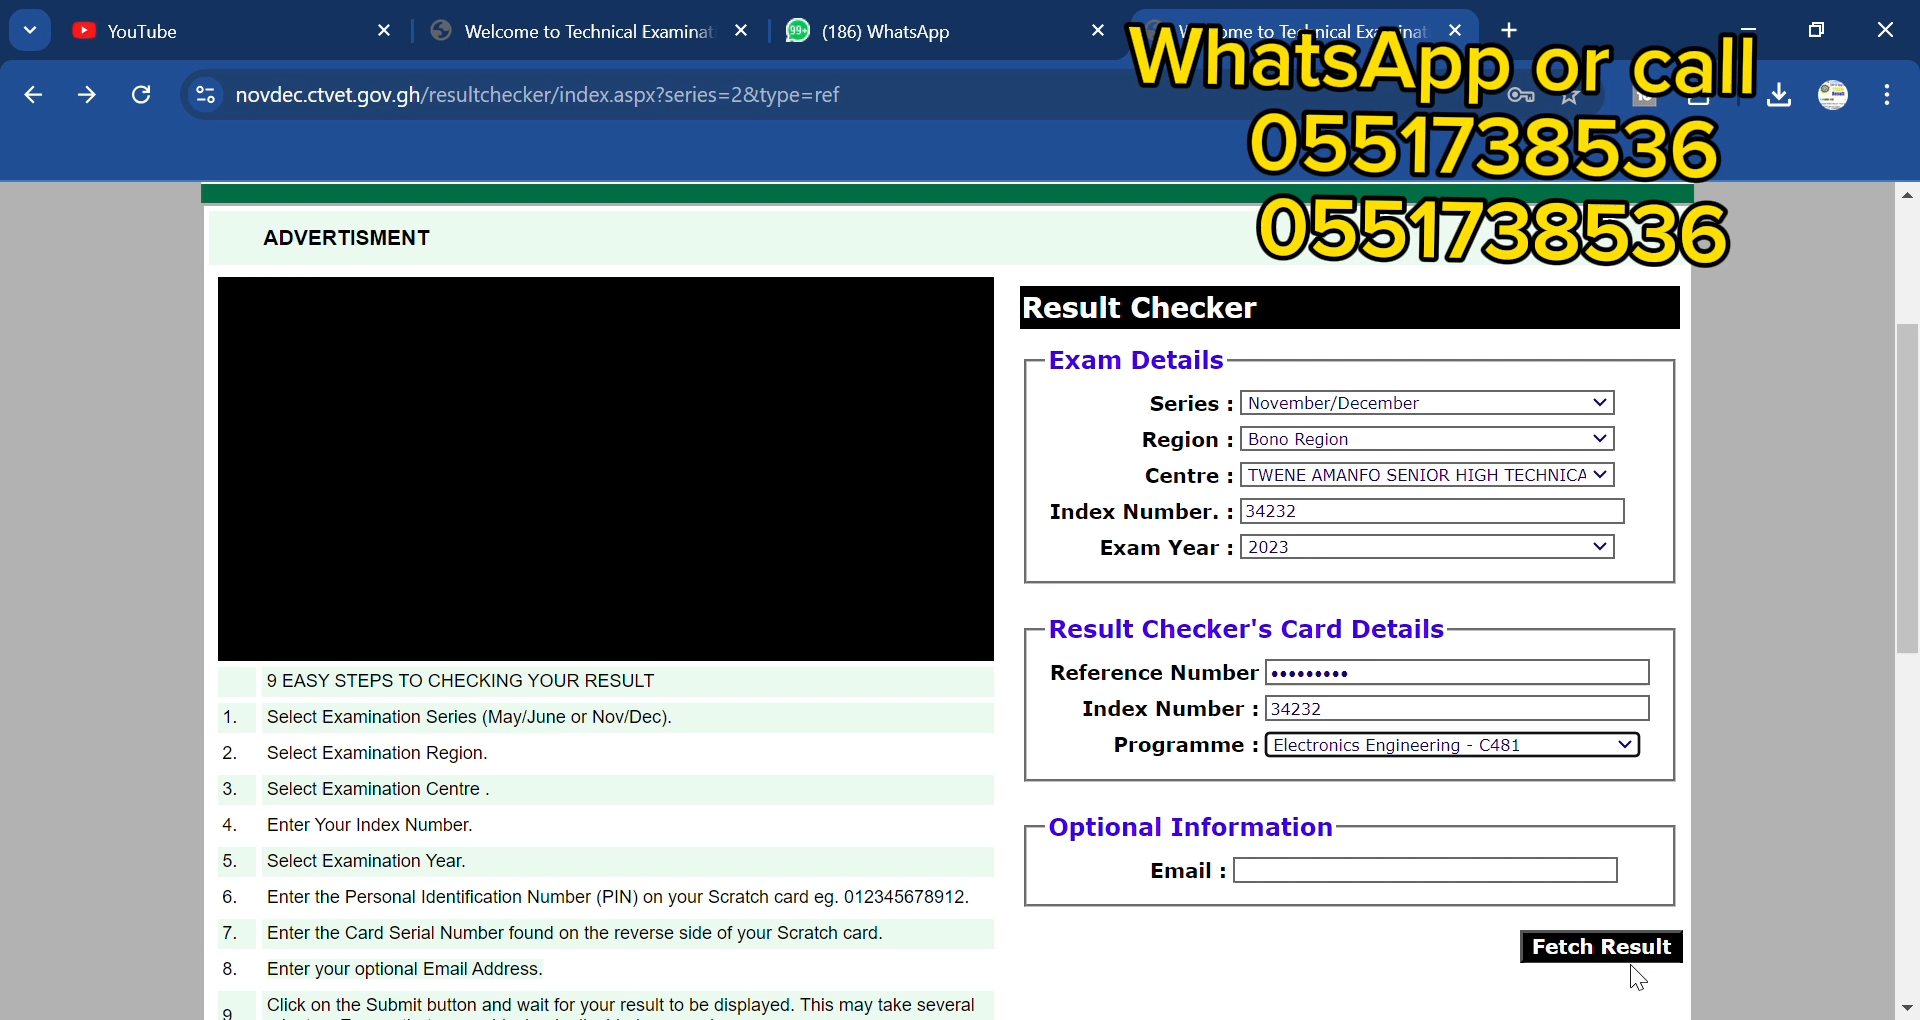 YouTube
Welcome to Technical Examinat
99+
(186) WhatsApp
novdec.ctvet.gov.gh/resultchecker/index.aspx?series=2&type=ref
WhatsApp or call
0551738536
0551738536
ADVERTISMENT
Result Checker
Exam Details
Series : November/December
Region : Bono Region
Centre : TWENE AMANFO SENIOR HIGH TECHNICA
Index Number. : 34232
Exam Year : 2023
Result Checker's Card Details
Reference Number •••••••••
Index Number : 34232
Programme : Electronics Engineering - C481
Optional Information
Email :
Fetch Result
9 EASY STEPS TO CHECKING YOUR RESULT
1. Select Examination Series (May/June or Nov/Dec).
2. Select Examination Region.
3. Select Examination Centre .
4. Enter Your Index Number.
5. Select Examination Year.
6. Enter the Personal Identification Number (PIN) on your Scratch card eg. 012345678912.
7. Enter the Card Serial Number found on the reverse side of your Scratch card.
8. Enter your optional Email Address.
9 Click on the Submit button and wait for your result to be displayed. This may take several